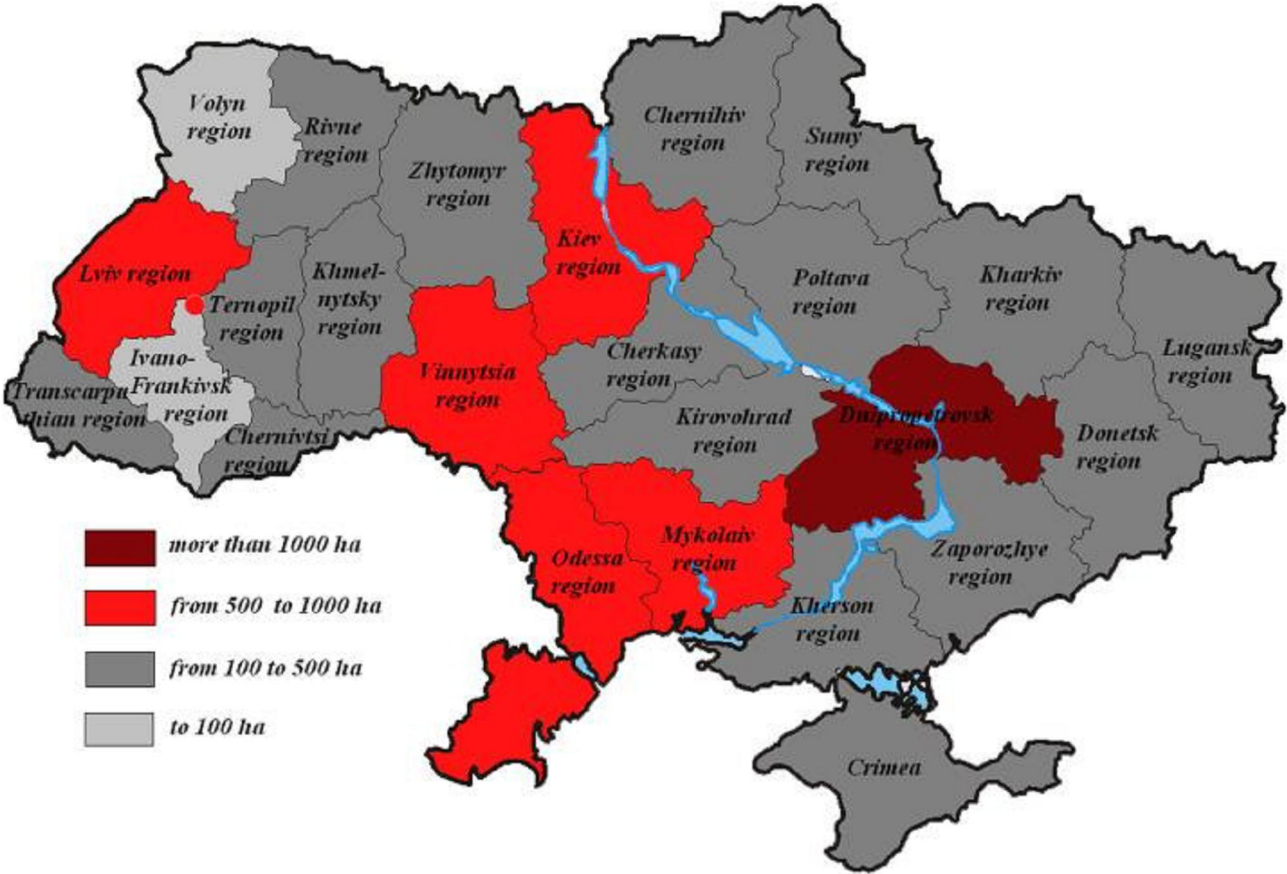 Volyn
region
Rivne
region
Zhytomyr
region
Chernihiv
region
Sumy
region
Kiev
region
Lviv region
Ternopil
region
Khmel-
nytsky
region
Poltava
region
Kharkiv
region
Lugansk
region
Ivano-
Frankivsk
region
Transcarpa
thian region
Chernivtsi
region
Vinnytsia
region
Cherkasy
region
Kirovohrad
region
Dnipropetrovsk
region
Donetsk
region
Odessa
region
Mykolaiv
region
Zaporozhye
region
Kherson
region
Crimea
more than 1000 ha
from 500 to 1000 ha
from 100 to 500 ha
to 100 ha